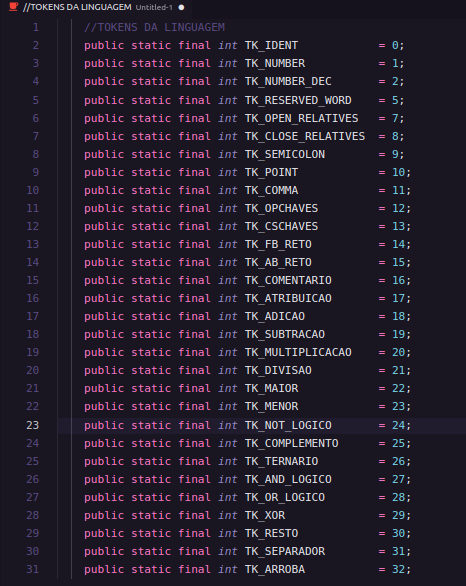 //TOKENS DA LINGUAGEM Untitled-1 ●
1 //TOKENS DA LINGUAGEM
2 public static final int TK_IDENT = 0;
3 public static final int TK_NUMBER = 1;
4 public static final int TK_NUMBER_DEC = 2;
5 public static final int TK_RESERVED_WORD = 5;
6 public static final int TK_OPEN_RELATIVES = 7;
7 public static final int TK_CLOSE_RELATIVES = 8;
8 public static final int TK_SEMICOLON = 9;
9 public static final int TK_POINT = 10;
10 public static final int TK_COMMA = 11;
11 public static final int TK_OPCHAVES = 12;
12 public static final int TK_CSCHAVES = 13;
13 public static final int TK_FB_RETO = 14;
14 public static final int TK_AB_RETO = 15;
15 public static final int TK_COMENTARIO = 16;
16 public static final int TK_ATRIBUICAO = 17;
17 public static final int TK_ADICAO = 18;
18 public static final int TK_SUBTRACAO = 19;
19 public static final int TK_MULTIPLICACAO = 20;
20 public static final int TK_DIVISAO = 21;
21 public static final int TK_MAIOR = 22;
22 public static final int TK_MENOR = 23;
23 public static final int TK_NOT_LOGICO = 24;
24 public static final int TK_COMPLEMENTO = 25;
25 public static final int TK_TERNARIO = 26;
26 public static final int TK_AND_LOGICO = 27;
27 public static final int TK_OR_LOGICO = 28;
28 public static final int TK_XOR = 29;
29 public static final int TK_RESTO = 30;
30 public static final int TK_SEPARADOR = 31;
31 public static final int TK_ARROBA = 32;